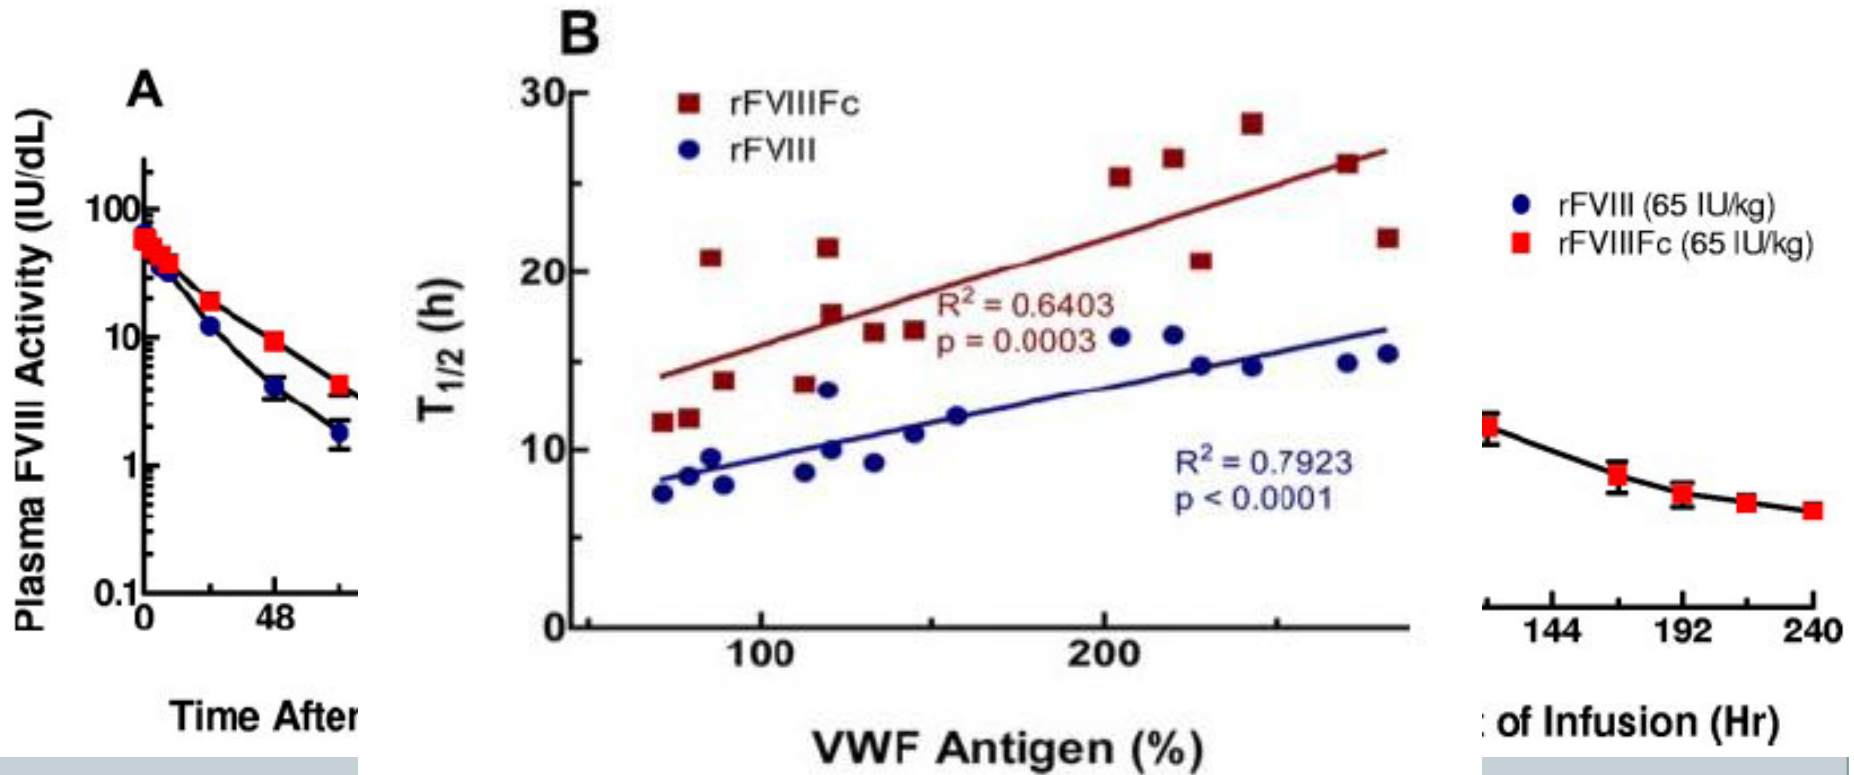 A
Plasma FVIII Activity (IU/dL)
100
10
1
0.1
0
48
Time After
B
T1/2 (h)
30
20
10
0
rFVIIIFc
rFVIII
R² = 0.6403
p = 0.0003
R² = 0.7923
p < 0.0001
100
200
VWF Antigen (%)
rFVIII (65 IU/kg)
rFVIIIFc (65 IU/kg)
144
192
240
of Infusion (Hr)